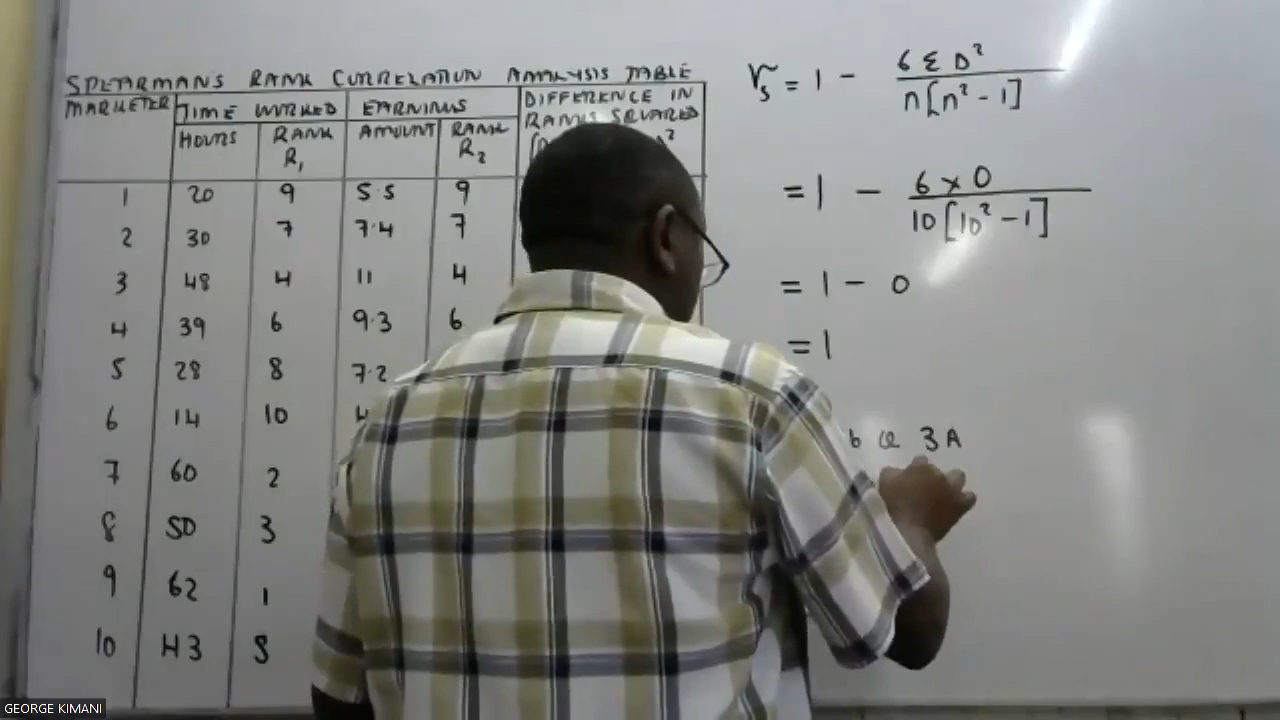 SPEARMANS RANK CORRELATION ANALYSIS TABLE
MARKETER TIME WORKED EARNINGS DIFFERENCE IN
RANKS SQUARED
HOURS RANK R₁ AMOUNT RANK R₂
1 20 9 5.5 9
2 30 7 7.4 7
3 48 4 11 4
4 39 6 9.3 6
5 28 8 7.2
6 14 10
7 60 2
8 50 3
9 62 1
10 43 5
rₛ = 1 - 6 Σ D² / n[n² - 1]
= 1 - 6 x 0 / 10[10² - 1]
= 1 - 0
= 1
3A
GEORGE KIMANI